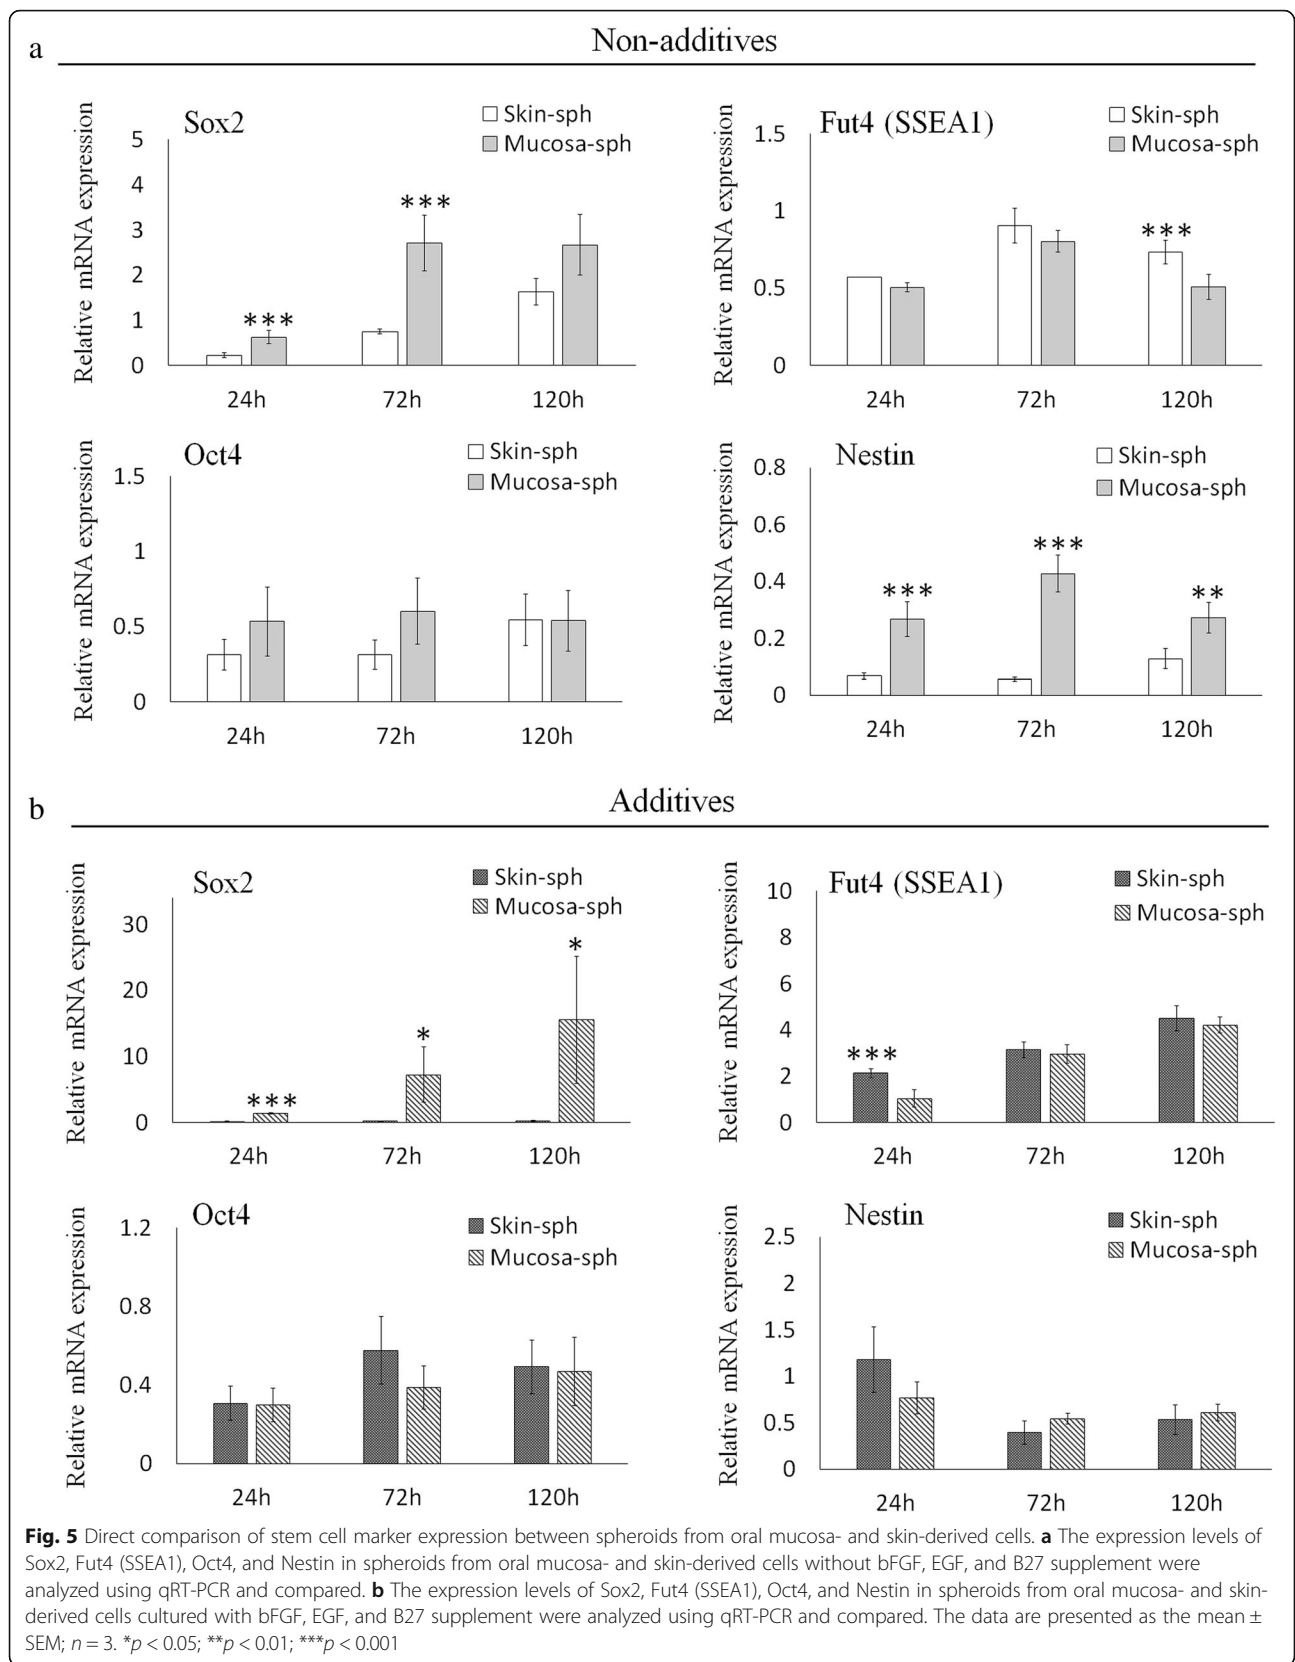 a
Non-additives
Sox2
Skin-sph
Mucosa-sph
Relative mRNA expression
5
4
3
2
1
0
***
***
24h 72h 120h
Fut4 (SSEA1)
Skin-sph
Mucosa-sph
Relative mRNA expression
1.5
1
0.5
0
***
24h 72h 120h
Oct4
Skin-sph
Mucosa-sph
Relative mRNA expression
1.5
1
0.5
0
24h 72h 120h
Nestin
Skin-sph
Mucosa-sph
Relative mRNA expression
0.8
0.6
0.4
0.2
0
***
***
**
24h 72h 120h
b
Additives
Sox2
Skin-sph
Mucosa-sph
Relative mRNA expression
30
20
10
0
***
*
*
24h 72h 120h
Fut4 (SSEA1)
Skin-sph
Mucosa-sph
Relative mRNA expression
10
8
6
4
2
0
***
24h 72h 120h
Oct4
Skin-sph
Mucosa-sph
Relative mRNA expression
1.2
0.8
0.4
0
24h 72h 120h
Nestin
Skin-sph
Mucosa-sph
Relative mRNA expression
2.5
2
1.5
1
0.5
0
24h 72h 120h
Fig. 5 Direct comparison of stem cell marker expression between spheroids from oral mucosa- and skin-derived cells. a The expression levels of
Sox2, Fut4 (SSEA1), Oct4, and Nestin in spheroids from oral mucosa- and skin-derived cells without bFGF, EGF, and B27 supplement were
analyzed using qRT-PCR and compared. b The expression levels of Sox2, Fut4 (SSEA1), Oct4, and Nestin in spheroids from oral mucosa- and skin-
derived cells cultured with bFGF, EGF, and B27 supplement were analyzed using qRT-PCR and compared. The data are presented as the mean ±
SEM; n = 3. *p < 0.05; **p < 0.01; ***p < 0.001